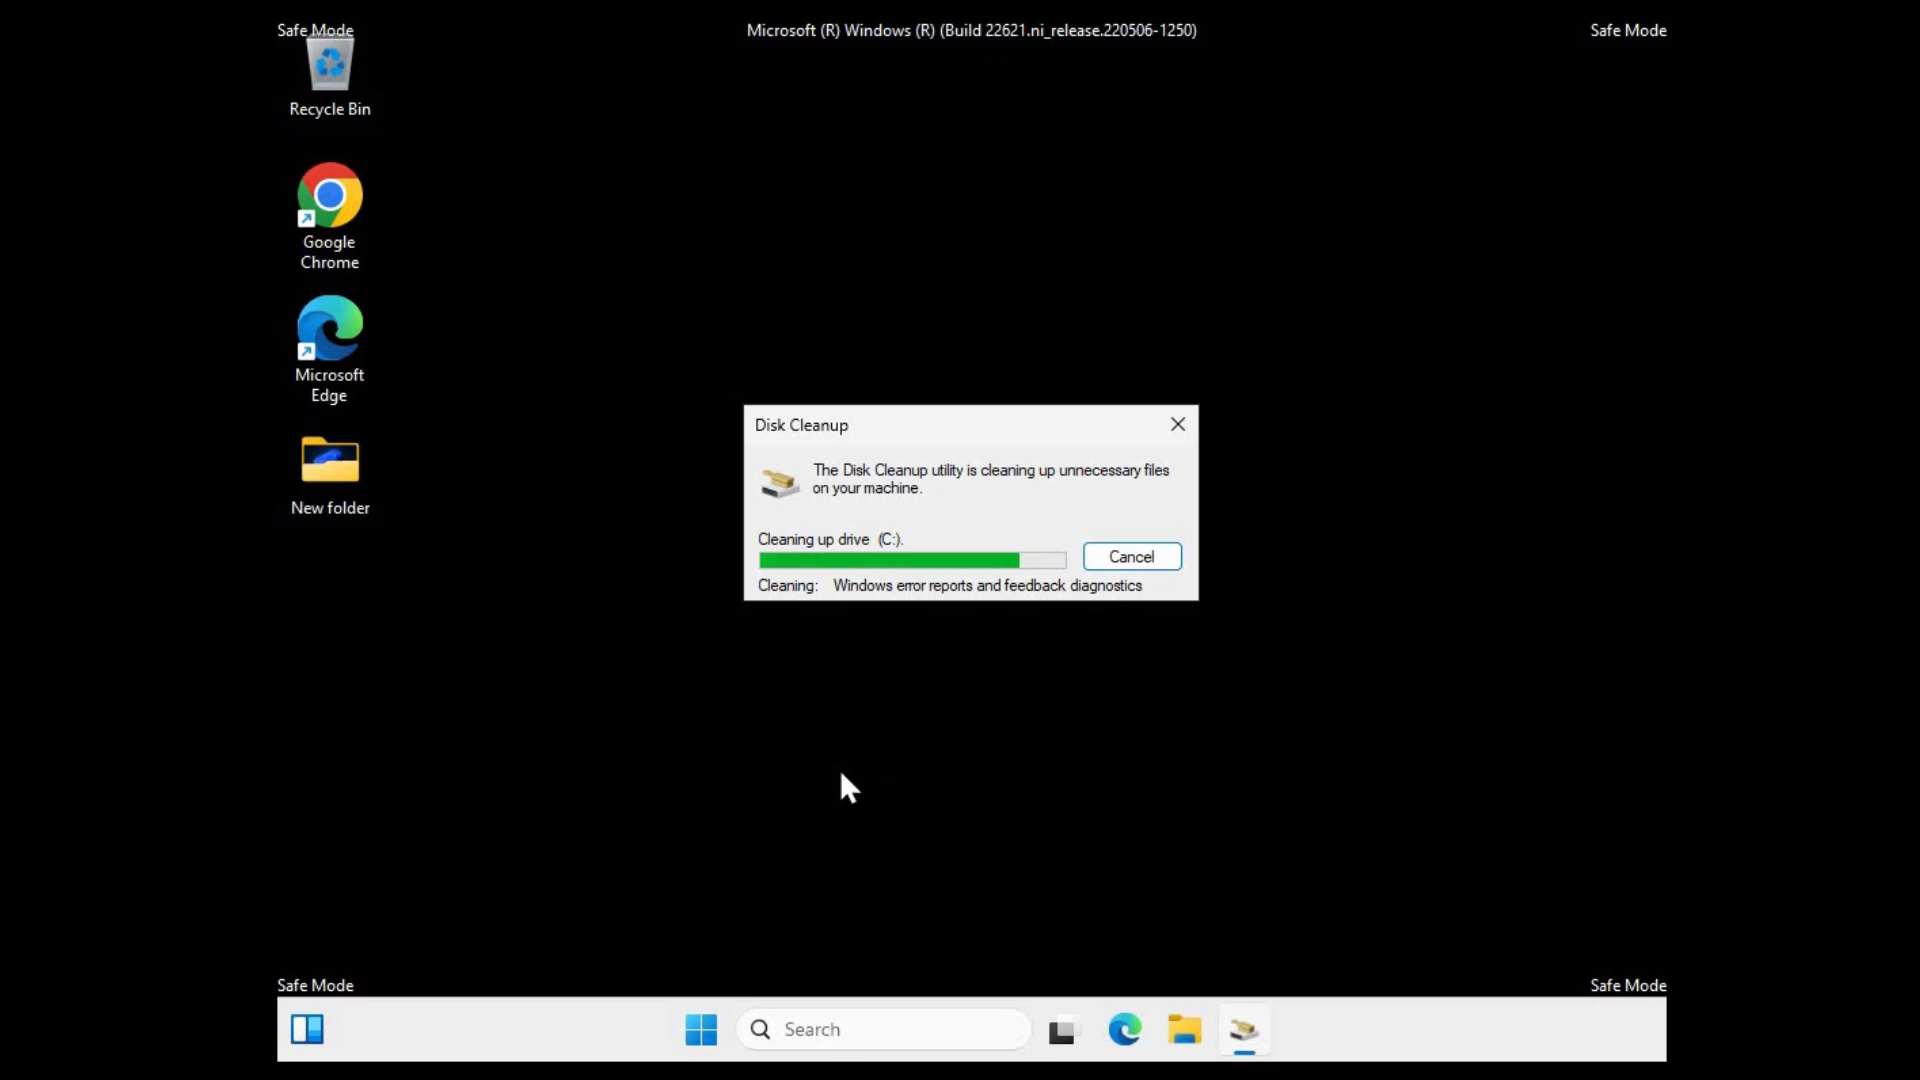 Safe Mode
Microsoft (R) Windows (R) (Build 22621.ni_release.220506-1250)
Safe Mode
Recycle Bin
Google
Chrome
Microsoft
Edge
New folder
Disk Cleanup
The Disk Cleanup utility is cleaning up unnecessary files
on your machine.
Cleaning up drive (C:).
Cancel
Cleaning: Windows error reports and feedback diagnostics
Safe Mode
Safe Mode
Search